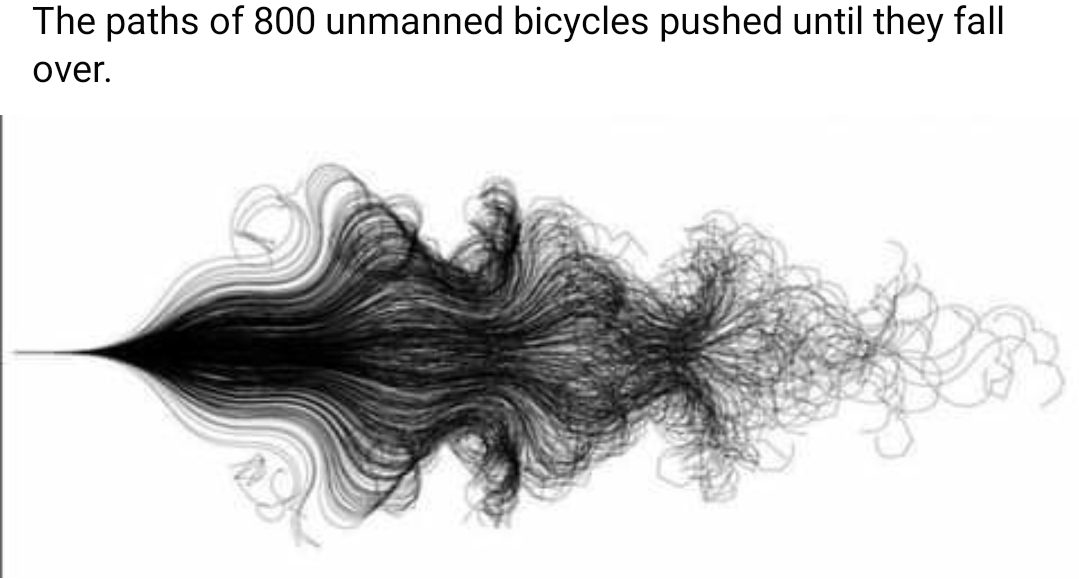 The paths of 800 unmanned bicycles pushed until they fall
over.